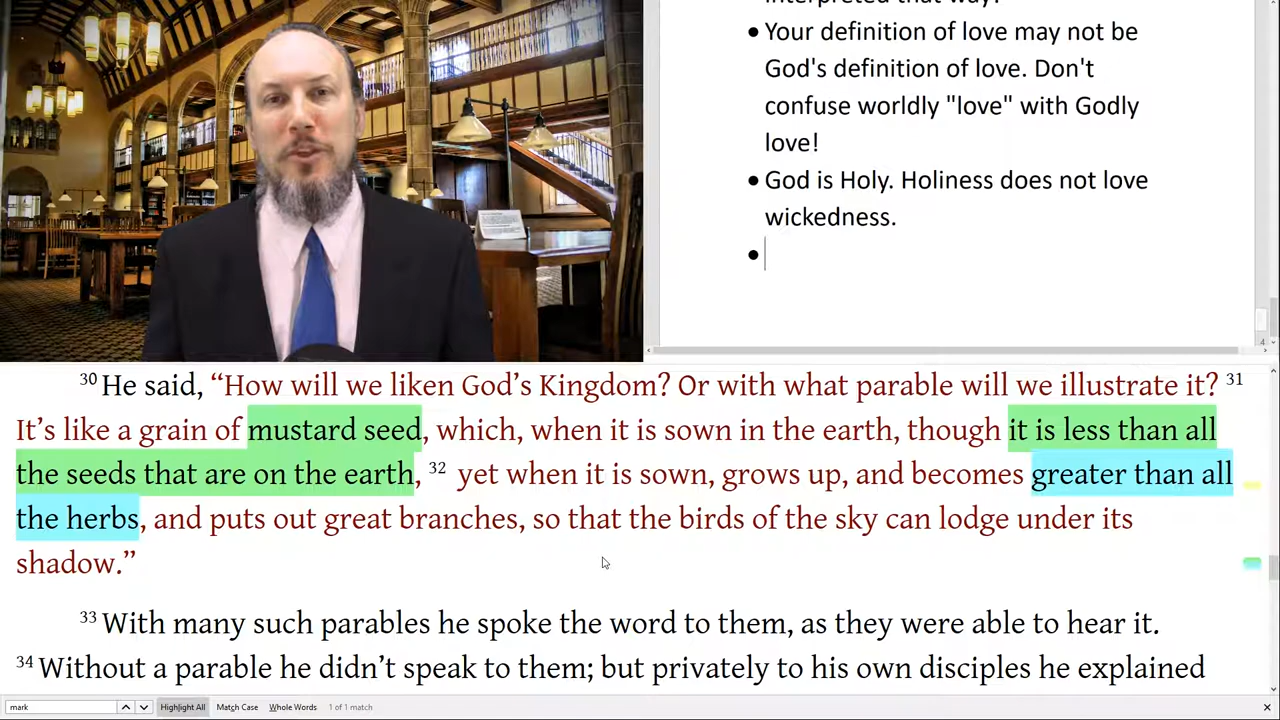 interpreted that way?
• Your definition of love may not be
God's definition of love. Don't
confuse worldly "love" with Godly
love!
• God is Holy. Holiness does not love
wickedness.
•
4
30 He said, “How will we liken God’s Kingdom? Or with what parable will we illustrate it? 31
It’s like a grain of mustard seed, which, when it is sown in the earth, though it is less than all
the seeds that are on the earth, 32 yet when it is sown, grows up, and becomes greater than all
the herbs, and puts out great branches, so that the birds of the sky can lodge under its
shadow.”
33 With many such parables he spoke the word to them, as they were able to hear it.
34 Without a parable he didn’t speak to them; but privately to his own disciples he explained
mark Highlight All Match Case Whole Words 1 of 1 match